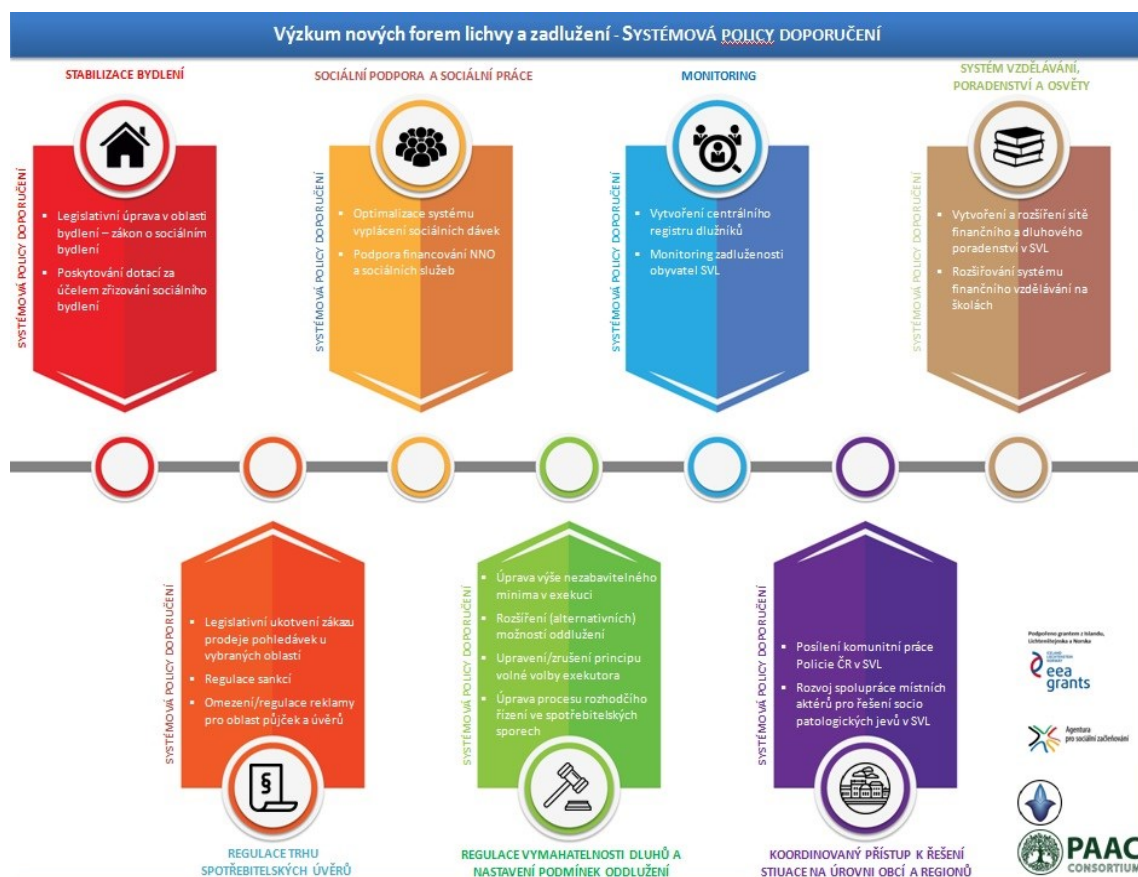 Výzkum nových forem lichvy a zadlužení - SYSTÉMOVÁ POLICY DOPORUČENÍ
STABILIZACE BYDLENÍ
SYSTÉMOVÁ POLICY DOPORUČENÍ
▪ Legislativní úprava v oblasti
bydlení – zákon o sociálním
bydlení
▪ Poskytování dotací za
účelem zřizování sociálního
bydlení
SOCIÁLNÍ PODPORA A SOCIÁLNÍ PRÁCE
SYSTÉMOVÁ POLICY DOPORUČENÍ
▪ Optimalizace systému
vyplácení sociálních dávek
▪ Podpora financování NNO
a sociálních služeb
MONITORING
SYSTÉMOVÁ POLICY DOPORUČENÍ
▪ Vytvoření centrálního
registru dlužníků
▪ Monitoring zadluženosti
obyvatel SVL
SYSTÉM VZDĚLÁVÁNÍ,
PORADENSTVÍ A OSVĚTY
SYSTÉMOVÁ POLICY DOPORUČENÍ
▪ Vytvoření a rozšíření sítě
finančního a dluhového
poradenství v SVL
▪ Rozšiřování systému
finančního vzdělávání na
školách
SYSTÉMOVÁ POLICY DOPORUČENÍ
▪ Legislativní ukotvení zákazu
prodeje pohledávek u
vybraných oblastí
▪ Regulace sankcí
▪ Omezení/regulace reklamy
pro oblast půjček a úvěrů
§
REGULACE TRHU
SPOTŘEBITELSKÝCH ÚVĚRŮ
SYSTÉMOVÁ POLICY DOPORUČENÍ
▪ Úprava výše nezabavitelného
minima v exekuci
▪ Rozšíření (alternativních)
možností oddlužení
▪ Upravení/zrušení principu
volné volby exekutora
▪ Úprava procesu rozhodčího
řízení ve spotřebitelských
sporech
REGULACE VYMAHATELNOSTI DLUHŮ A
NASTAVENÍ PODMÍNEK ODDLUŽENÍ
SYSTÉMOVÁ POLICY DOPORUČENÍ
▪ Posílení komunitní práce
Policie ČR v SVL
▪ Rozvoj spolupráce místních
aktérů pro řešení socio
patologických jevů v SVL
KOORDINOVANÝ PŘÍSTUP K ŘEŠENÍ
STIUACE NA ÚROVNI OBCÍ A REGIONŮ
Podpořeno grantem z Islandu,
Lichtenštejnska a Norska
ICELAND
LIECHTENSTEIN
NORWAY
eea
grants
Agentura
pro sociální začleňování
PAAC
CONSORTIUM